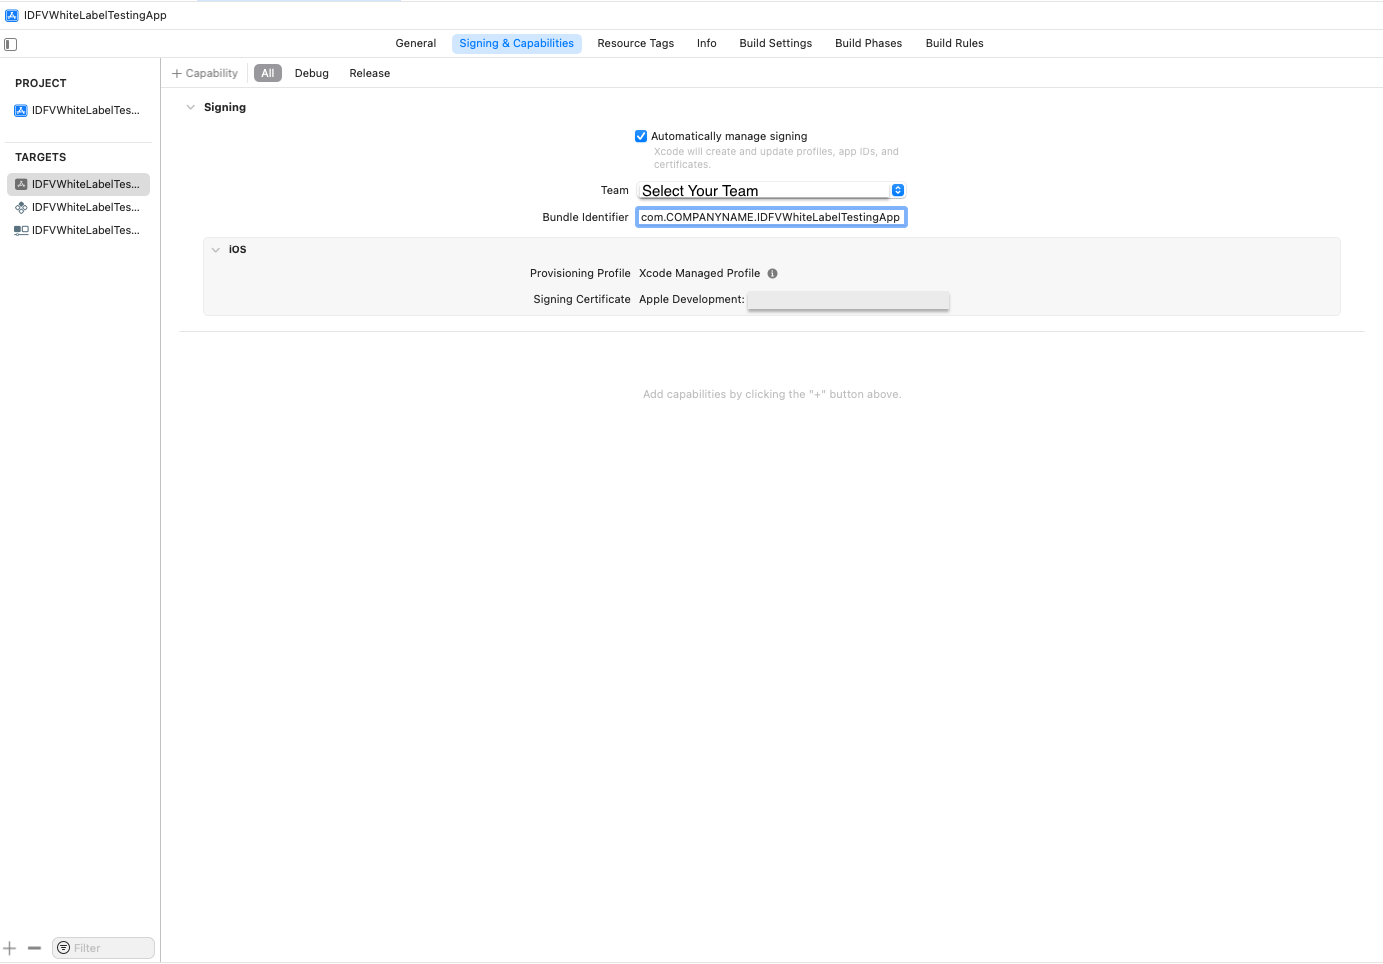 IDFVWhiteLabelTestingApp
General Signing & Capabilities Resource Tags Info Build Settings Build Phases Build Rules
+ Capability All Debug Release
PROJECT
IDFVWhiteLabelTes...
TARGETS
IDFVWhiteLabelTes...
IDFVWhiteLabelTes...
IDFVWhiteLabelTes...
Signing
Automatically manage signing
Xcode will create and update profiles, app IDs, and
certificates.
Team Select Your Team
Bundle Identifier com.COMPANYNAME.IDFVWhiteLabelTestingApp
iOS
Provisioning Profile Xcode Managed Profile
Signing Certificate Apple Development:
Add capabilities by clicking the "+" button above.
Filter